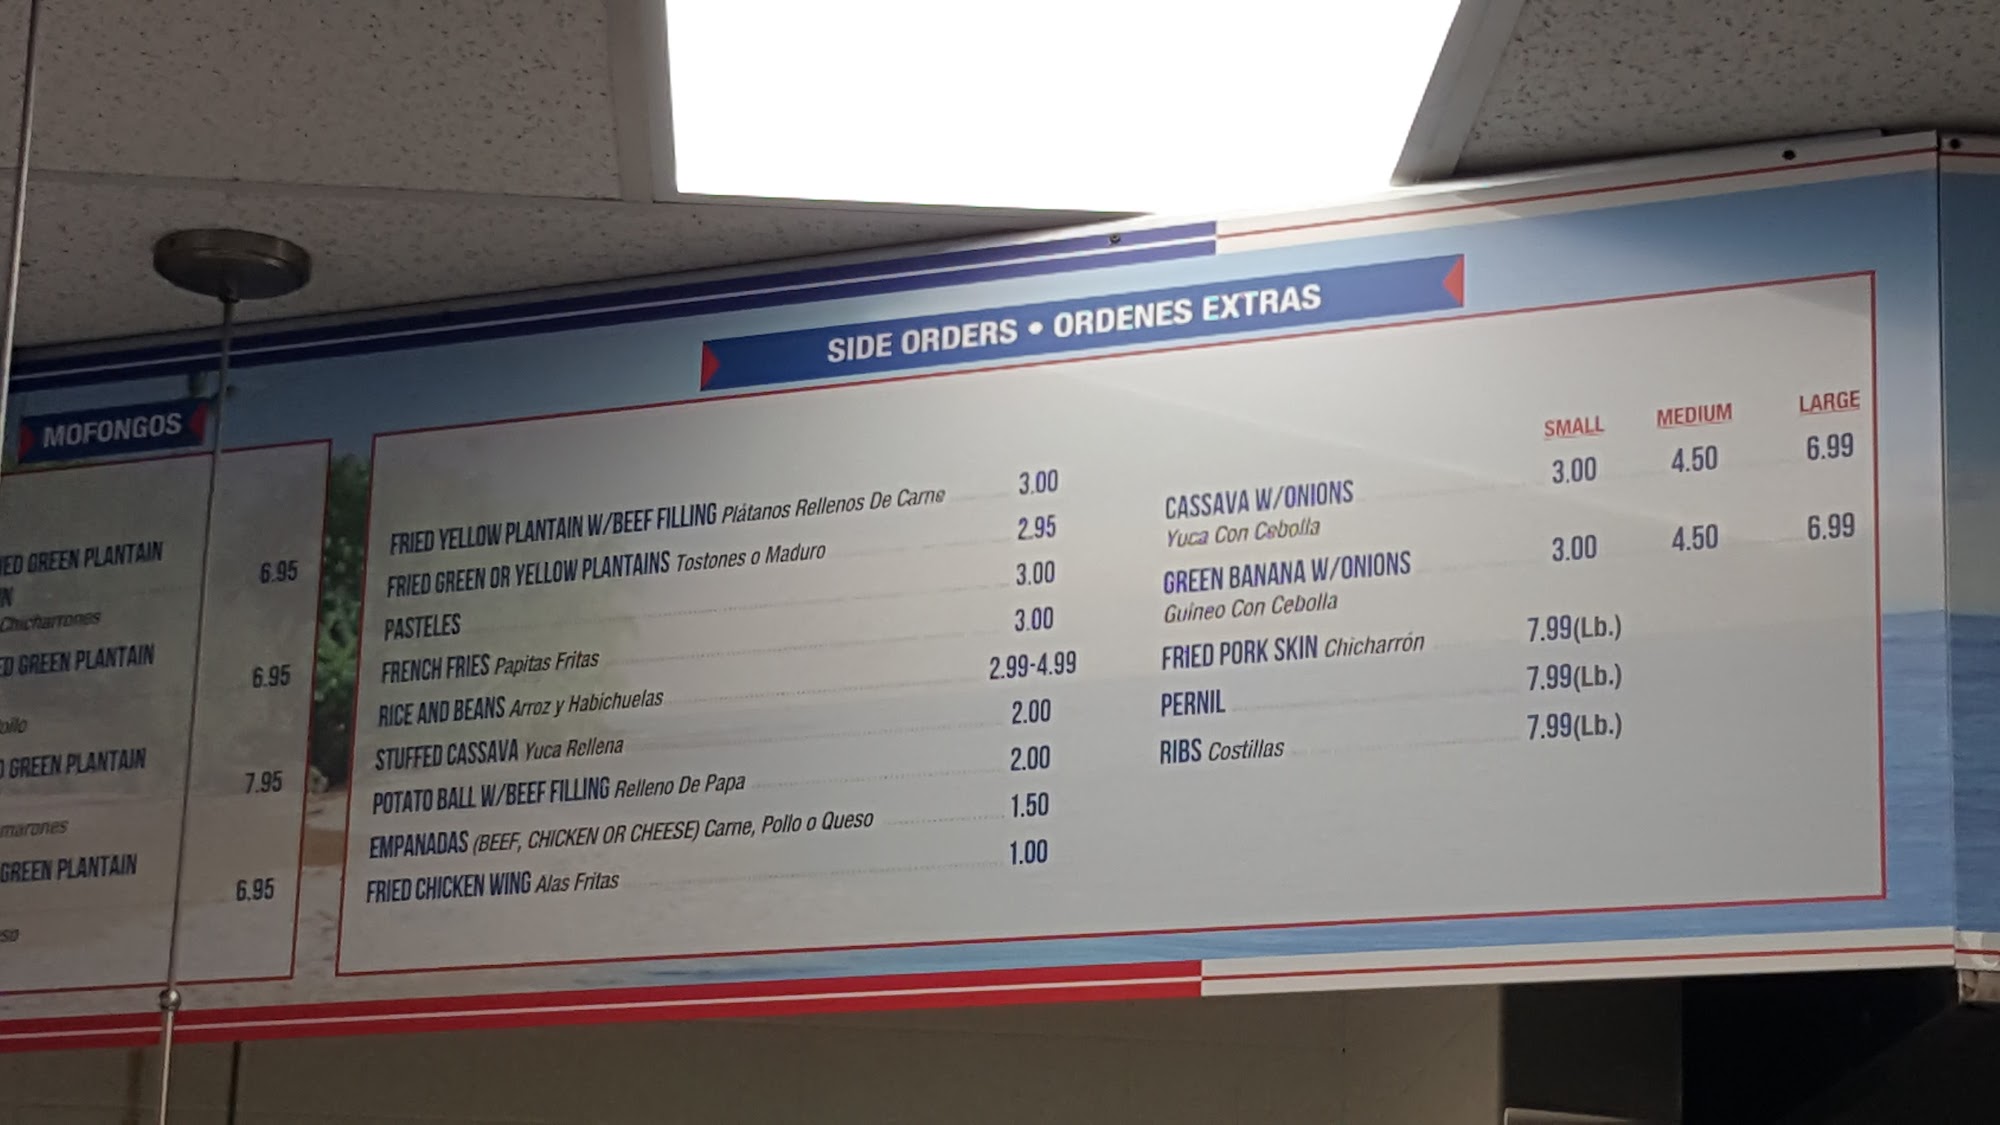 MOFONGOS
GREEN PLANTAIN
6.95
Chicharrones
GREEN PLANTAIN
6.95
GREEN PLANTAIN
7.95
GREEN PLANTAIN
6.95
SIDE ORDERS • ORDENES EXTRAS
FRIED YELLOW PLANTAIN W/BEEF FILLING Plátanos Rellenos De Carne 3.00
FRIED GREEN OR YELLOW PLANTAINS Tostones o Maduro 2.95
PASTELES 3.00
FRENCH FRIES Papitas Fritas 3.00
RICE AND BEANS Arroz y Habichuelas 2.99-4.99
STUFFED CASSAVA Yuca Rellena 2.00
POTATO BALL W/BEEF FILLING Relleno De Papa 2.00
EMPANADAS (BEEF, CHICKEN OR CHEESE) Carne, Pollo o Queso 1.50
FRIED CHICKEN WING Alas Fritas 1.00
SMALL MEDIUM LARGE
CASSAVA W/ONIONS 3.00 4.50 6.99
Yuca Con Cebolla
GREEN BANANA W/ONIONS 3.00 4.50 6.99
Guineo Con Cebolla
FRIED PORK SKIN Chicharrón 7.99(Lb.)
PERNIL 7.99(Lb.)
RIBS Costillas 7.99(Lb.)